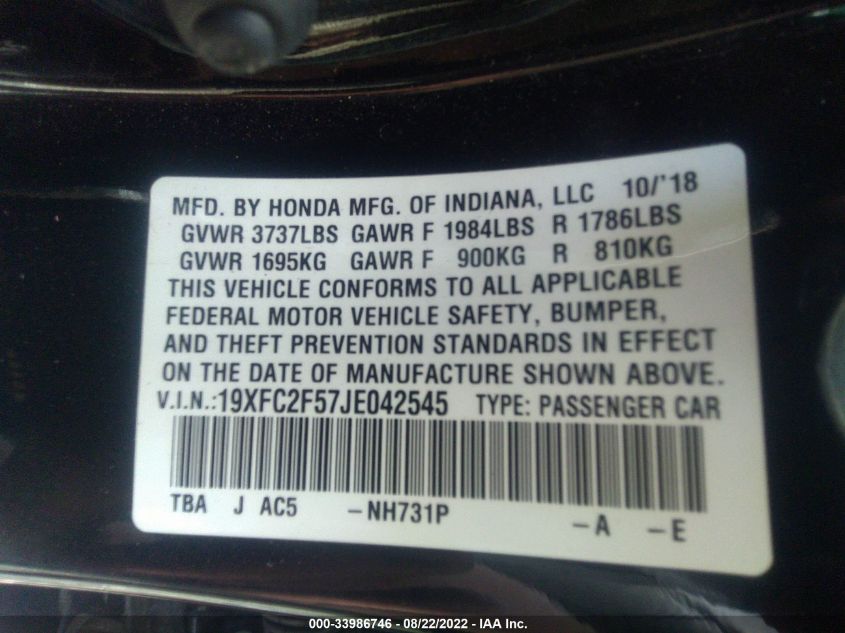 MFD. BY HONDA MFG. OF INDIANA, LLC 10/'18
GVWR 3737LBS GAWR F 1984LBS R 1786LBS
GVWR 1695KG GAWR F 900KG R 810KG
THIS VEHICLE CONFORMS TO ALL APPLICABLE
FEDERAL MOTOR VEHICLE SAFETY, BUMPER,
AND THEFT PREVENTION STANDARDS IN EFFECT
ON THE DATE OF MANUFACTURE SHOWN ABOVE.
V.I.N.:19XFC2F57JE042545 TYPE: PASSENGER CAR
TBA J AC5 -NH731P -A -E
000-33986746 - 08/22/2022 - IAA Inc.